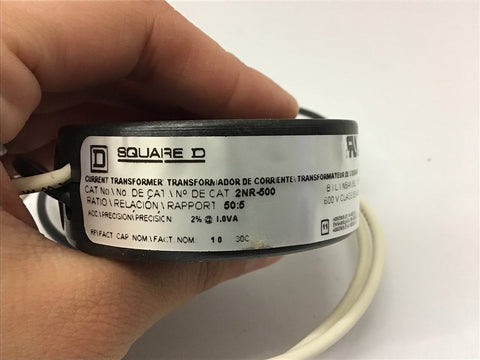 D SQUARE D
CURRENT TRANSFORMER\TRANSFORMADOR DE CORRIENTE\TRANSFORMATEUR DE
CAT No.\No. DE CAT.\Nº DE CAT 2NR-500
RATIO\RELACIÓN\RAPPORT 50:5
ACC\PRECISIÓN\PRECISION 2% @ 1.0VA
RF\FACT. CAP. NOM.\FACT. NOM. 1.0 30C
600 V CLASS